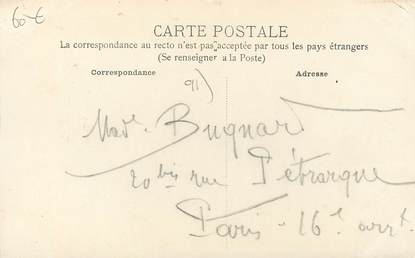 60 €
CARTE POSTALE
La correspondance au recto n'est pas acceptée par tous les pays étrangers
(Se renseigner a la Poste)
Correspondance
Adresse
91)
Made Bugnard
20 bis rue Pétrarque
Paris - 16e arrt